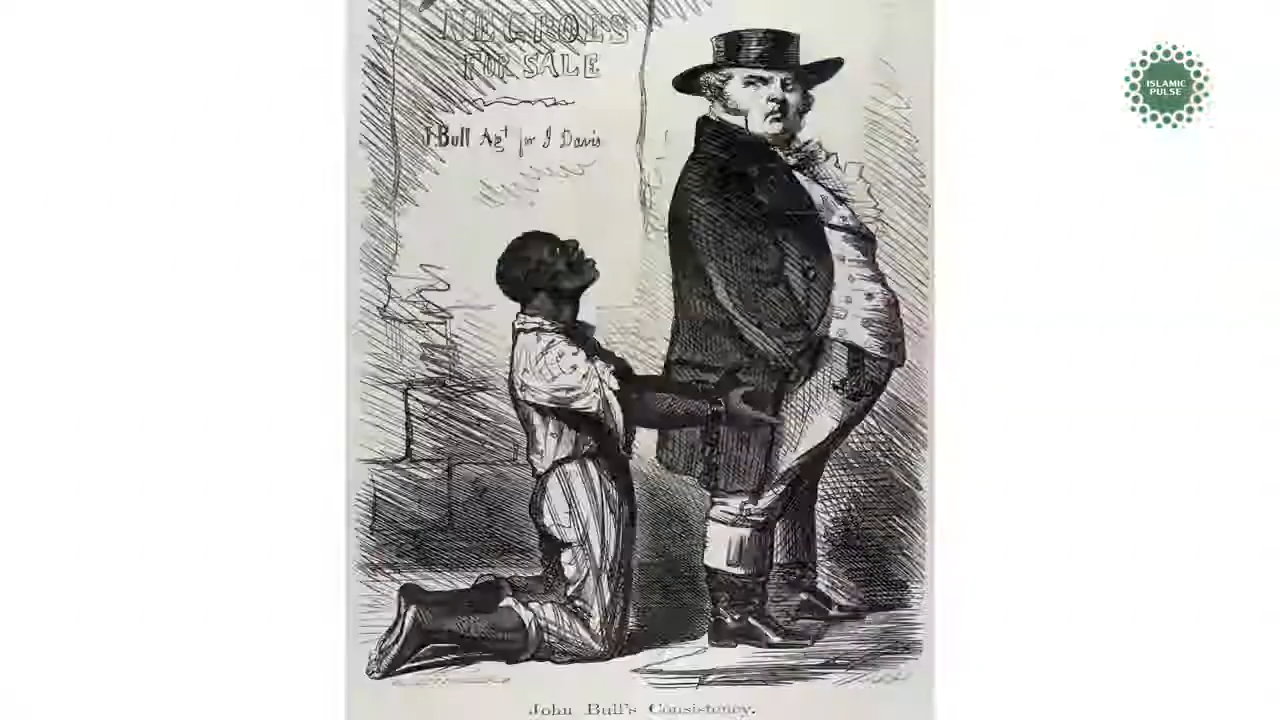 NEGROES
FOR SALE
J. Bull Agt for J Davis
John Bull's Consistency.
ISLAMIC
PULSE